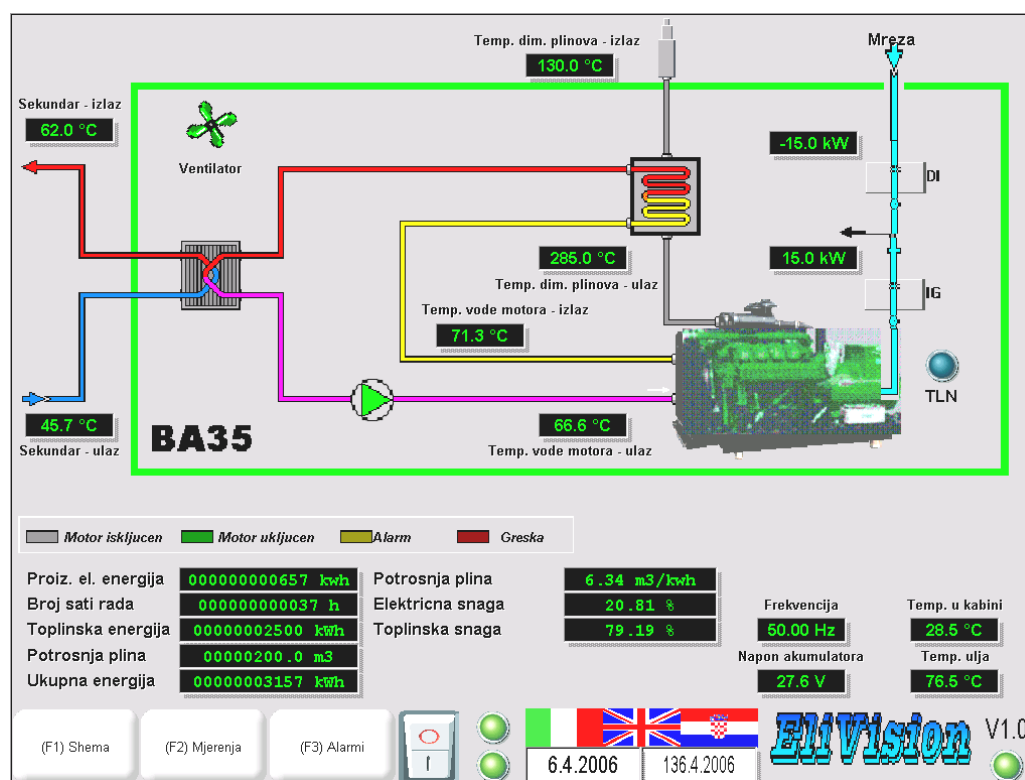 Temp. dim. plinova - izlaz
130.0 °C
Mreza
Sekundar - izlaz
62.0 °C
Ventilator
-15.0 kW
DI
285.0 °C
Temp. dim. plinova - ulaz
15.0 kW
IG
Temp. vode motora - izlaz
71.3 °C
TLN
45.7 °C
Sekundar - ulaz
BA35
66.6 °C
Temp. vode motora - ulaz
Motor iskljucen Motor ukljucen Alarm Greska
Proiz. el. energija 000000000657 kwh Potrosnja plina 6.34 m3/kwh
Broj sati rada 000000000037 h Elektricna snaga 20.81 %
Toplinska energija 00000002500 kWh Toplinska snaga 79.19 %
Potrosnja plina 00000200.0 m3
Ukupna energija 00000003157 kWh
Frekvencija Temp. u kabini
50.00 Hz 28.5 °C
Napon akumulatora Temp. ulja
27.6 V 76.5 °C
(F1) Shema (F2) Mjerenja (F3) Alarmi
6.4.2006 136.4.2006
EliVision V1.0